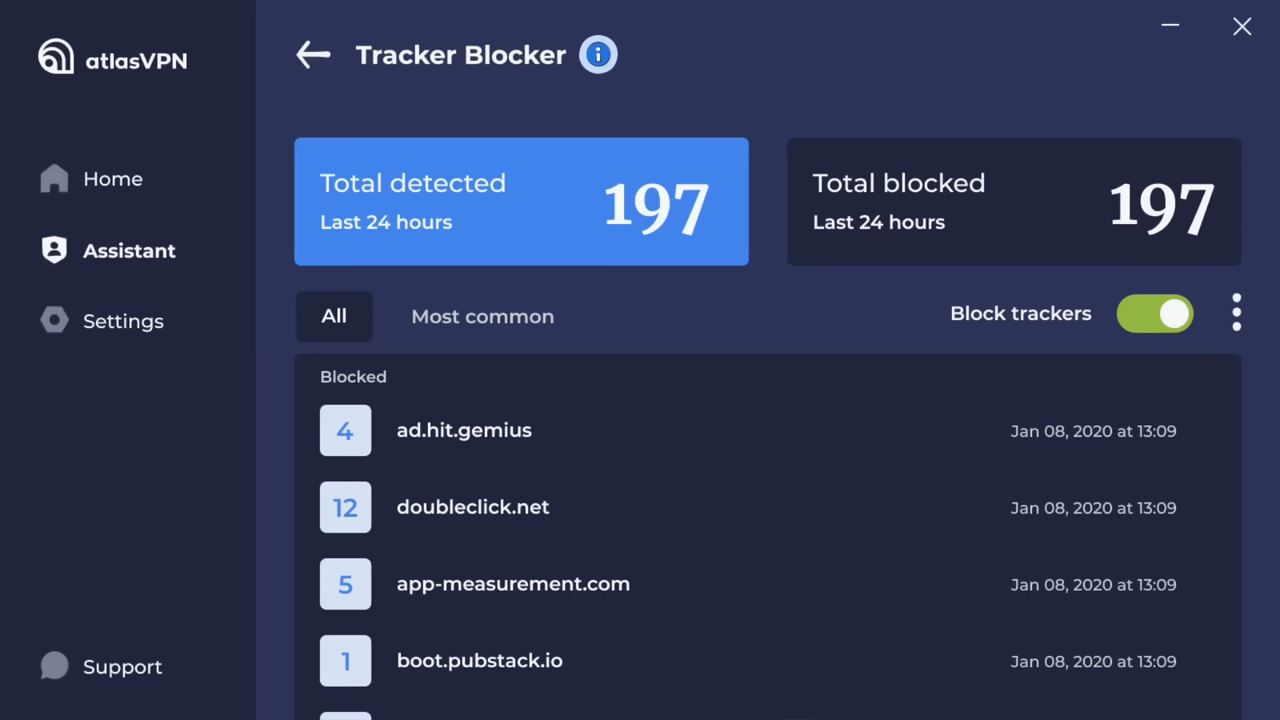 atlasVPN
Tracker Blocker
Home
Assistant
Settings
Support
Total detected
Last 24 hours
197
Total blocked
Last 24 hours
197
All
Most common
Block trackers
Blocked
4 ad.hit.gemius Jan 08, 2020 at 13:09
12 doubleclick.net Jan 08, 2020 at 13:09
5 app-measurement.com Jan 08, 2020 at 13:09
1 boot.pubstack.io Jan 08, 2020 at 13:09